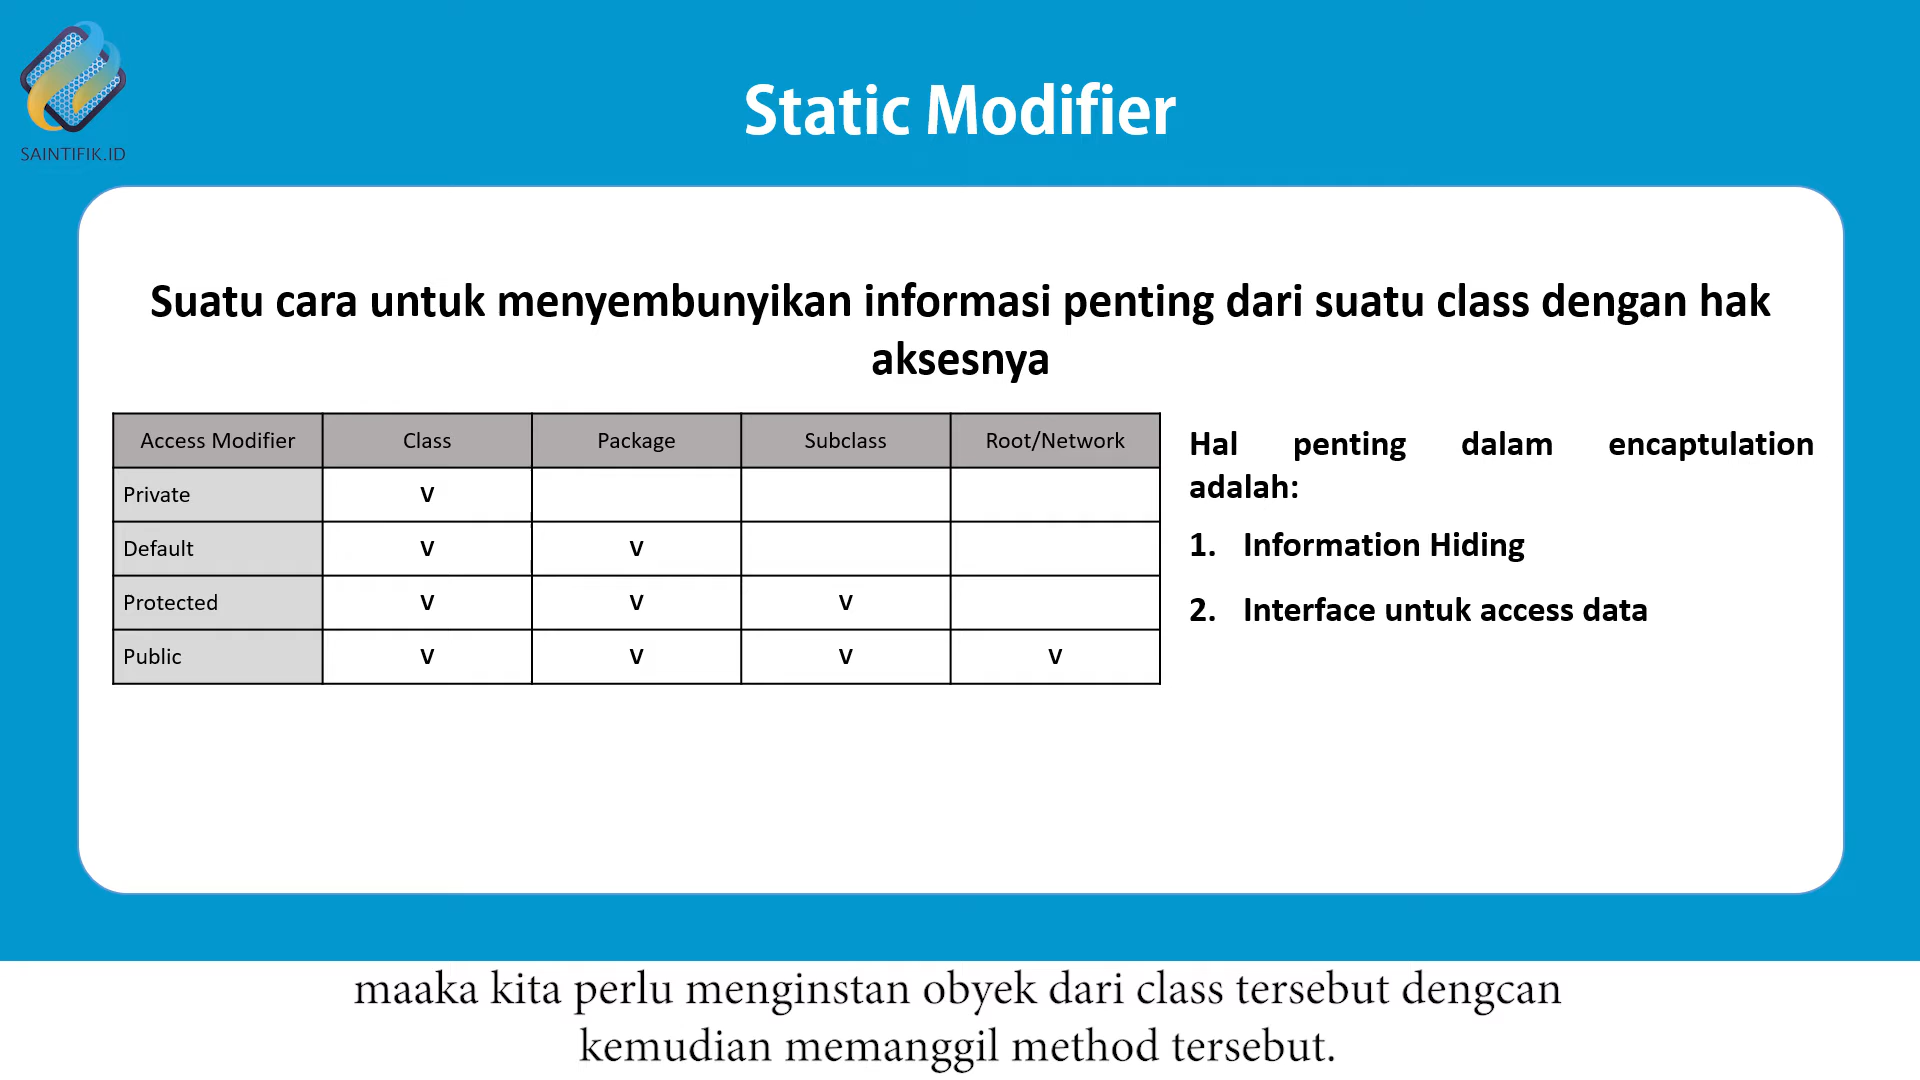 SAINTIFIK.ID
Static Modifier
Suatu cara untuk menyembunyikan informasi penting dari suatu class dengan hak
aksesnya
Access Modifier Class Package Subclass Root/Network
Private V
Default V V
Protected V V V
Public V V V V
Hal penting dalam encaptulation
adalah:
1. Information Hiding
2. Interface untuk access data
maaka kita perlu menginstan obyek dari class tersebut dengcan
kemudian memanggil method tersebut.